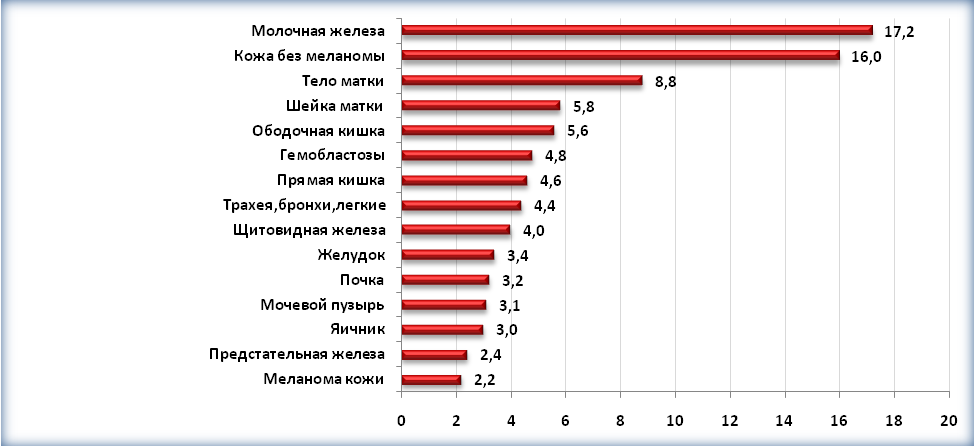 Молочная железа 17,2
Кожа без меланомы 16,0
Тело матки 8,8
Шейка матки 5,8
Ободочная кишка 5,6
Гемобластозы 4,8
Прямая кишка 4,6
Трахея,бронхи,легкие 4,4
Щитовидная железа 4,0
Желудок 3,4
Почка 3,2
Мочевой пузырь 3,1
Яичник 3,0
Предстательная железа 2,4
Меланома кожи 2,2
0 2 4 6 8 10 12 14 16 18 20